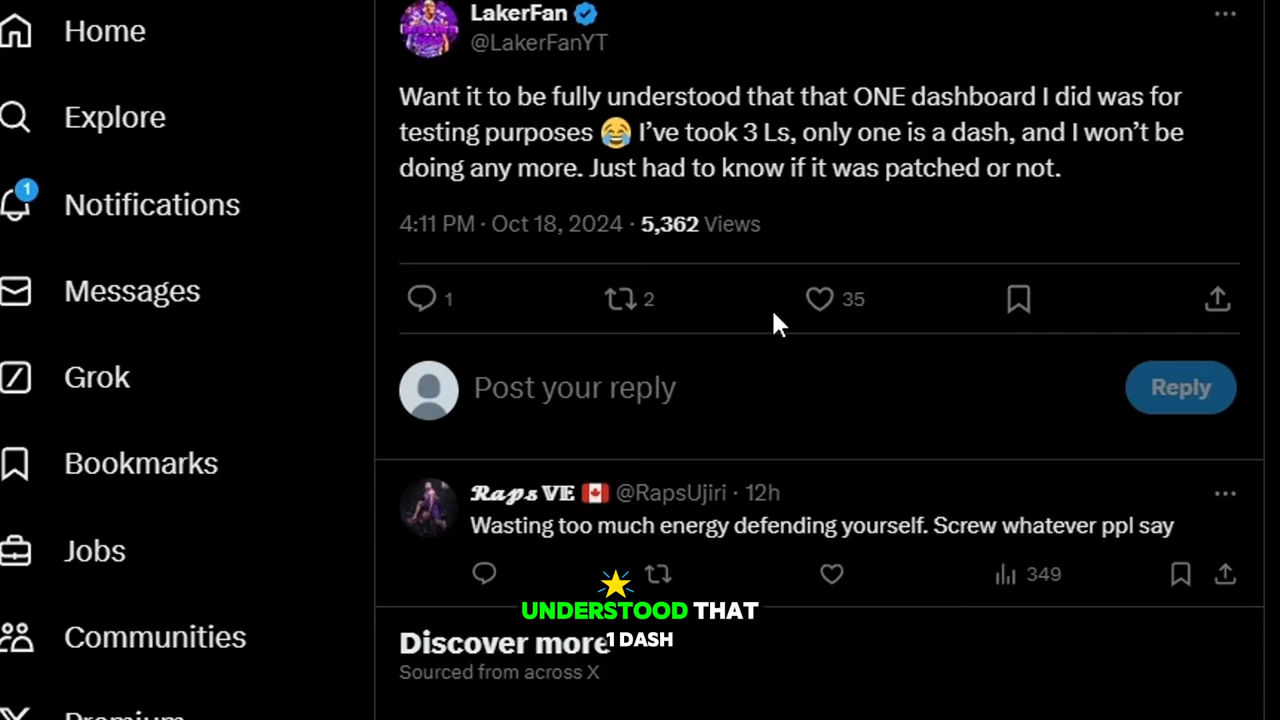 Home
Explore
1
Notifications
Messages
Grok
Bookmarks
Jobs
Communities
Premium
LakerFan
@LakerFanYT
Want it to be fully understood that that ONE dashboard I did was for
testing purposes 😂 I've took 3 Ls, only one is a dash, and I won't be
doing any more. Just had to know if it was patched or not.
4:11 PM · Oct 18, 2024 · 5,362 Views
1 2 35
Post your reply
Reply
𝓡𝓪𝓹𝓼 𝕍𝔼 🇨🇦 @RapsUjiri · 12h
Wasting too much energy defending yourself. Screw whatever ppl say
349
UNDERSTOOD THAT
1 DASH
Discover more
Sourced from across X